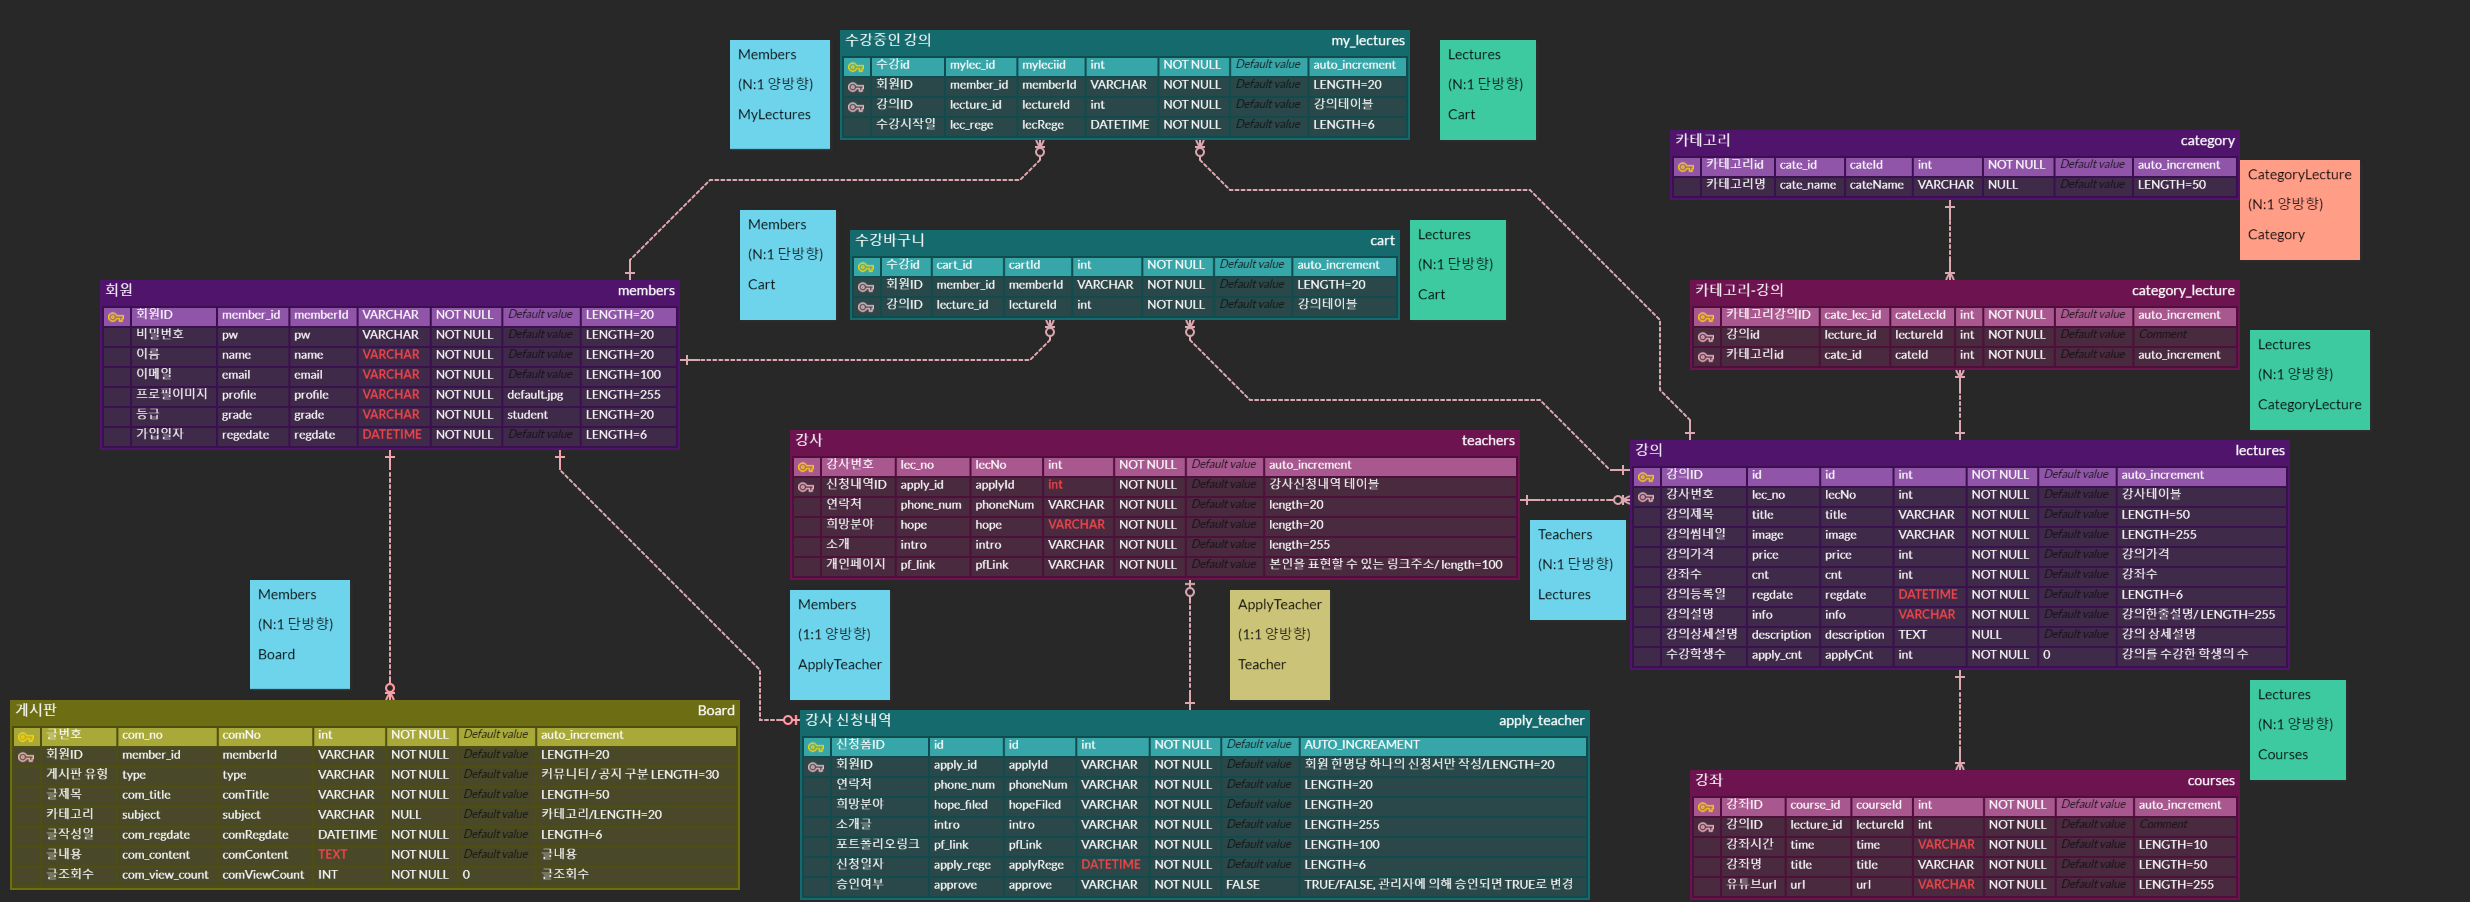 Members
(N:1 양방향)
MyLectures
수강중인 강의 my_lectures
수강id mylec_id myleciid int NOT NULL Default value auto_increment
회원ID member_id memberId VARCHAR NOT NULL Default value LENGTH=20
강의ID lecture_id lectureId int NOT NULL Default value 강의테이블
수강시작일 lec_rege lecRege DATETIME NOT NULL Default value LENGTH=6
Lectures
(N:1 단방향)
Cart
카테고리 category
카테고리id cate_id cateId int NOT NULL Default value auto_increment
카테고리명 cate_name cateName VARCHAR NULL Default value LENGTH=50
CategoryLecture
(N:1 양방향)
Category
Members
(N:1 단방향)
Cart
수강바구니 cart
수강id cart_id cartId int NOT NULL Default value auto_increment
회원ID member_id memberId VARCHAR NOT NULL Default value LENGTH=20
강의ID lecture_id lectureId int NOT NULL Default value 강의테이블
Lectures
(N:1 단방향)
Cart
회원 members
회원ID member_id memberId VARCHAR NOT NULL Default value LENGTH=20
비밀번호 pw pw VARCHAR NOT NULL Default value LENGTH=20
이름 name name VARCHAR NOT NULL Default value LENGTH=20
이메일 email email VARCHAR NOT NULL Default value LENGTH=100
프로필이미지 profile profile VARCHAR NOT NULL default.jpg LENGTH=255
등급 grade grade VARCHAR NOT NULL student LENGTH=20
가입일자 regedate regdate DATETIME NOT NULL Default value LENGTH=6
카테고리-강의 category_lecture
카테고리강의ID cate_lec_id cateLecId int NOT NULL Default value auto_increment
강의id lecture_id lectureId int NOT NULL Default value Comment
카테고리id cate_id cateId int NOT NULL Default value auto_increment
Lectures
(N:1 양방향)
CategoryLecture
강사 teachers
강사번호 lec_no lecNo int NOT NULL Default value auto_increment
신청내역ID apply_id applyId int NOT NULL Default value 강사신청내역 테이블
연락처 phone_num phoneNum VARCHAR NOT NULL Default value length=20
희망분야 hope hope VARCHAR NOT NULL Default value length=20
소개 intro intro VARCHAR NOT NULL Default value length=255
개인페이지 pf_link pfLink VARCHAR NOT NULL Default value 본인을 표현할 수 있는 링크주소/ length=100
강의 lectures
강의ID id id int NOT NULL Default value auto_increment
강사번호 lec_no lecNo int NOT NULL Default value 강사테이블
강의제목 title title VARCHAR NOT NULL Default value LENGTH=50
강의썸네일 image image VARCHAR NOT NULL Default value LENGTH=255
강의가격 price price int NOT NULL Default value 강의가격
강좌수 cnt cnt int NOT NULL Default value 강좌수
강의등록일 regdate regdate DATETIME NOT NULL Default value LENGTH=6
강의설명 info info VARCHAR NOT NULL Default value 강의한줄설명/ LENGTH=255
강의상세설명 description description TEXT NULL Default value 강의 상세설명
수강학생수 apply_cnt applyCnt int NOT NULL 0 강의를 수강한 학생의 수
Teachers
(N:1 단방향)
Lectures
Members
(N:1 단방향)
Board
Members
(1:1 양방향)
ApplyTeacher
ApplyTeacher
(1:1 양방향)
Teacher
Lectures
(N:1 양방향)
Courses
게시판 Board
글번호 com_no comNo int NOT NULL Default value auto_increment
회원ID member_id memberId VARCHAR NOT NULL Default value LENGTH=20
게시판 유형 type type VARCHAR NOT NULL Default value 커뮤니티 / 공지 구분 LENGTH=30
글제목 com_title comTitle VARCHAR NOT NULL Default value LENGTH=50
카테고리 subject subject VARCHAR NULL Default value 카테고리/LENGTH=20
글작성일 com_regdate comRegdate DATETIME NOT NULL Default value LENGTH=6
글내용 com_content comContent TEXT NOT NULL Default value 글내용
글조회수 com_view_count comViewCount INT NOT NULL 0 글조회수
강사 신청내역 apply_teacher
신청폼ID id id int NOT NULL Default value AUTO_INCREAMENT
회원ID apply_id applyId VARCHAR NOT NULL Default value 회원 한명당 하나의 신청서만 작성/LENGTH=20
연락처 phone_num phoneNum VARCHAR NOT NULL Default value LENGTH=20
희망분야 hope_filed hopeFiled VARCHAR NOT NULL Default value LENGTH=20
소개글 intro intro VARCHAR NOT NULL Default value LENGTH=255
포트폴리오링크 pf_link pfLink VARCHAR NOT NULL Default value LENGTH=100
신청일자 apply_rege applyRege DATETIME NOT NULL Default value LENGTH=6
승인여부 approve approve VARCHAR NOT NULL FALSE TRUE/FALSE, 관리자에 의해 승인되면 TRUE로 변경
강좌 courses
강좌ID course_id courseId int NOT NULL Default value auto_increment
강의ID lecture_id lectureId int NOT NULL Default value Comment
강좌시간 time time VARCHAR NOT NULL Default value LENGTH=10
강좌명 title title VARCHAR NOT NULL Default value LENGTH=50
유튜브url url url VARCHAR NOT NULL Default value LENGTH=255